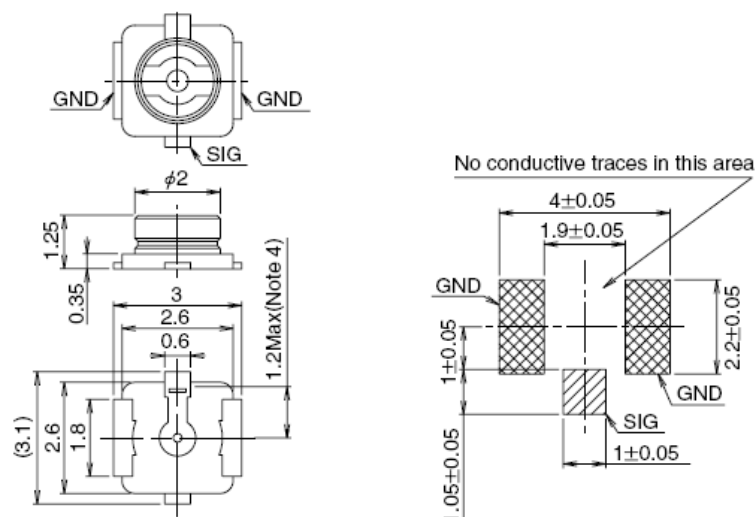 GND
GND
SIG
φ2
1.25
0.35
3
2.6
0.6
1.2Max(Note 4)
(3.1)
2.6
1.8
No conductive traces in this area
4±0.05
1.9±0.05
GND
2.2±0.05
1±0.05
GND
SIG
1±0.05
.05±0.05